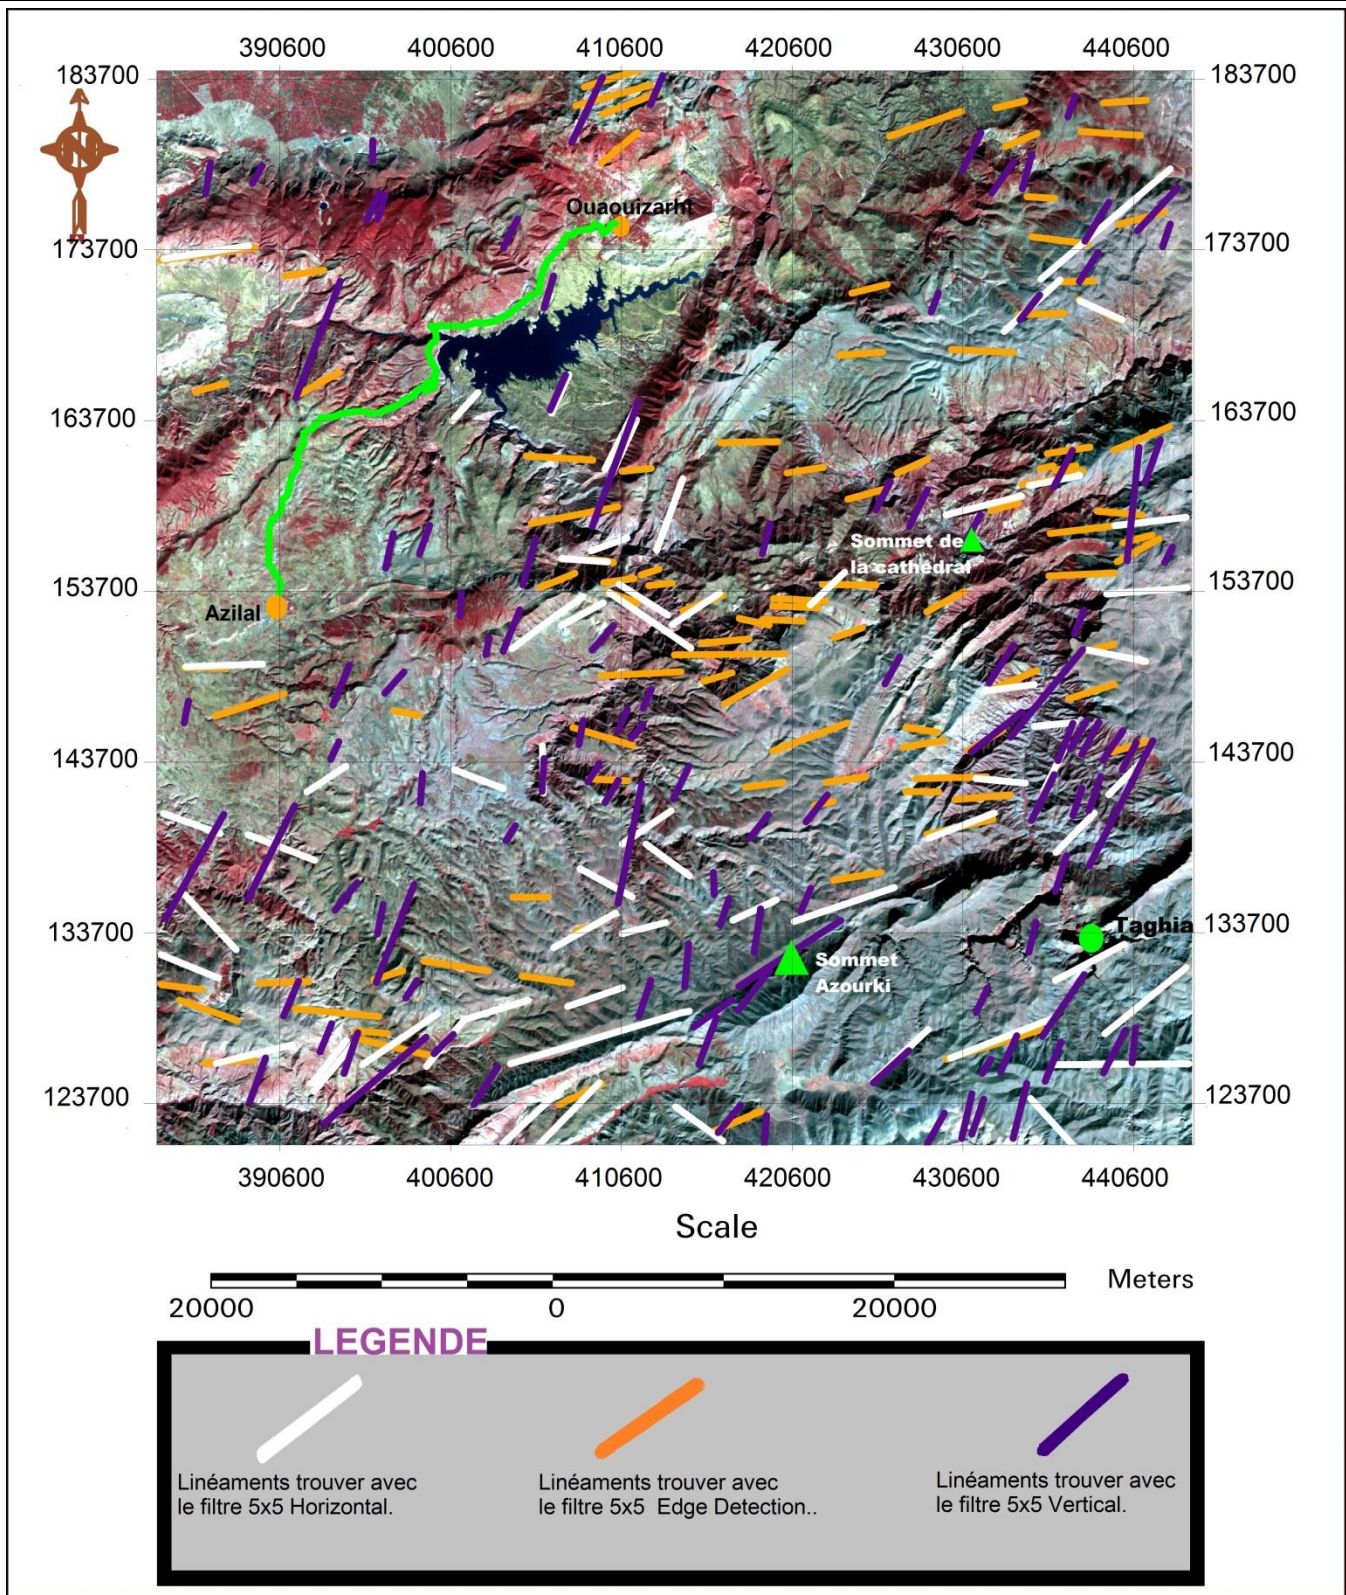 390600 400600 410600 420600 430600 440600
183700 183700
N
Ouaouizarht
173700 173700
163700 163700
Sommet de
la cathédral
153700 153700
Azilal
143700 143700
133700 133700
Taghia
Sommet
Azourki
123700 123700
390600 400600 410600 420600 430600 440600
Scale
Meters
20000 0 20000
LEGENDE
Linéaments trouver avec
le filtre 5x5 Horizontal.
Linéaments trouver avec
le filtre 5x5 Edge Detection..
Linéaments trouver avec
le filtre 5x5 Vertical.